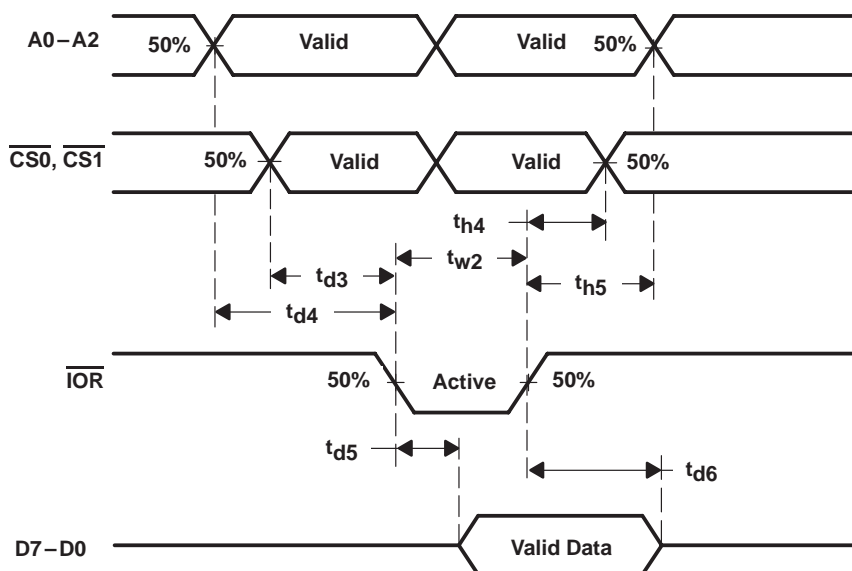 A0–A2 50% Valid Valid 50%
CS0, CS1 50% Valid Valid 50%
th4
tw2
td3 th5
td4
IOR 50% Active 50%
td5 td6
D7–D0 Valid Data